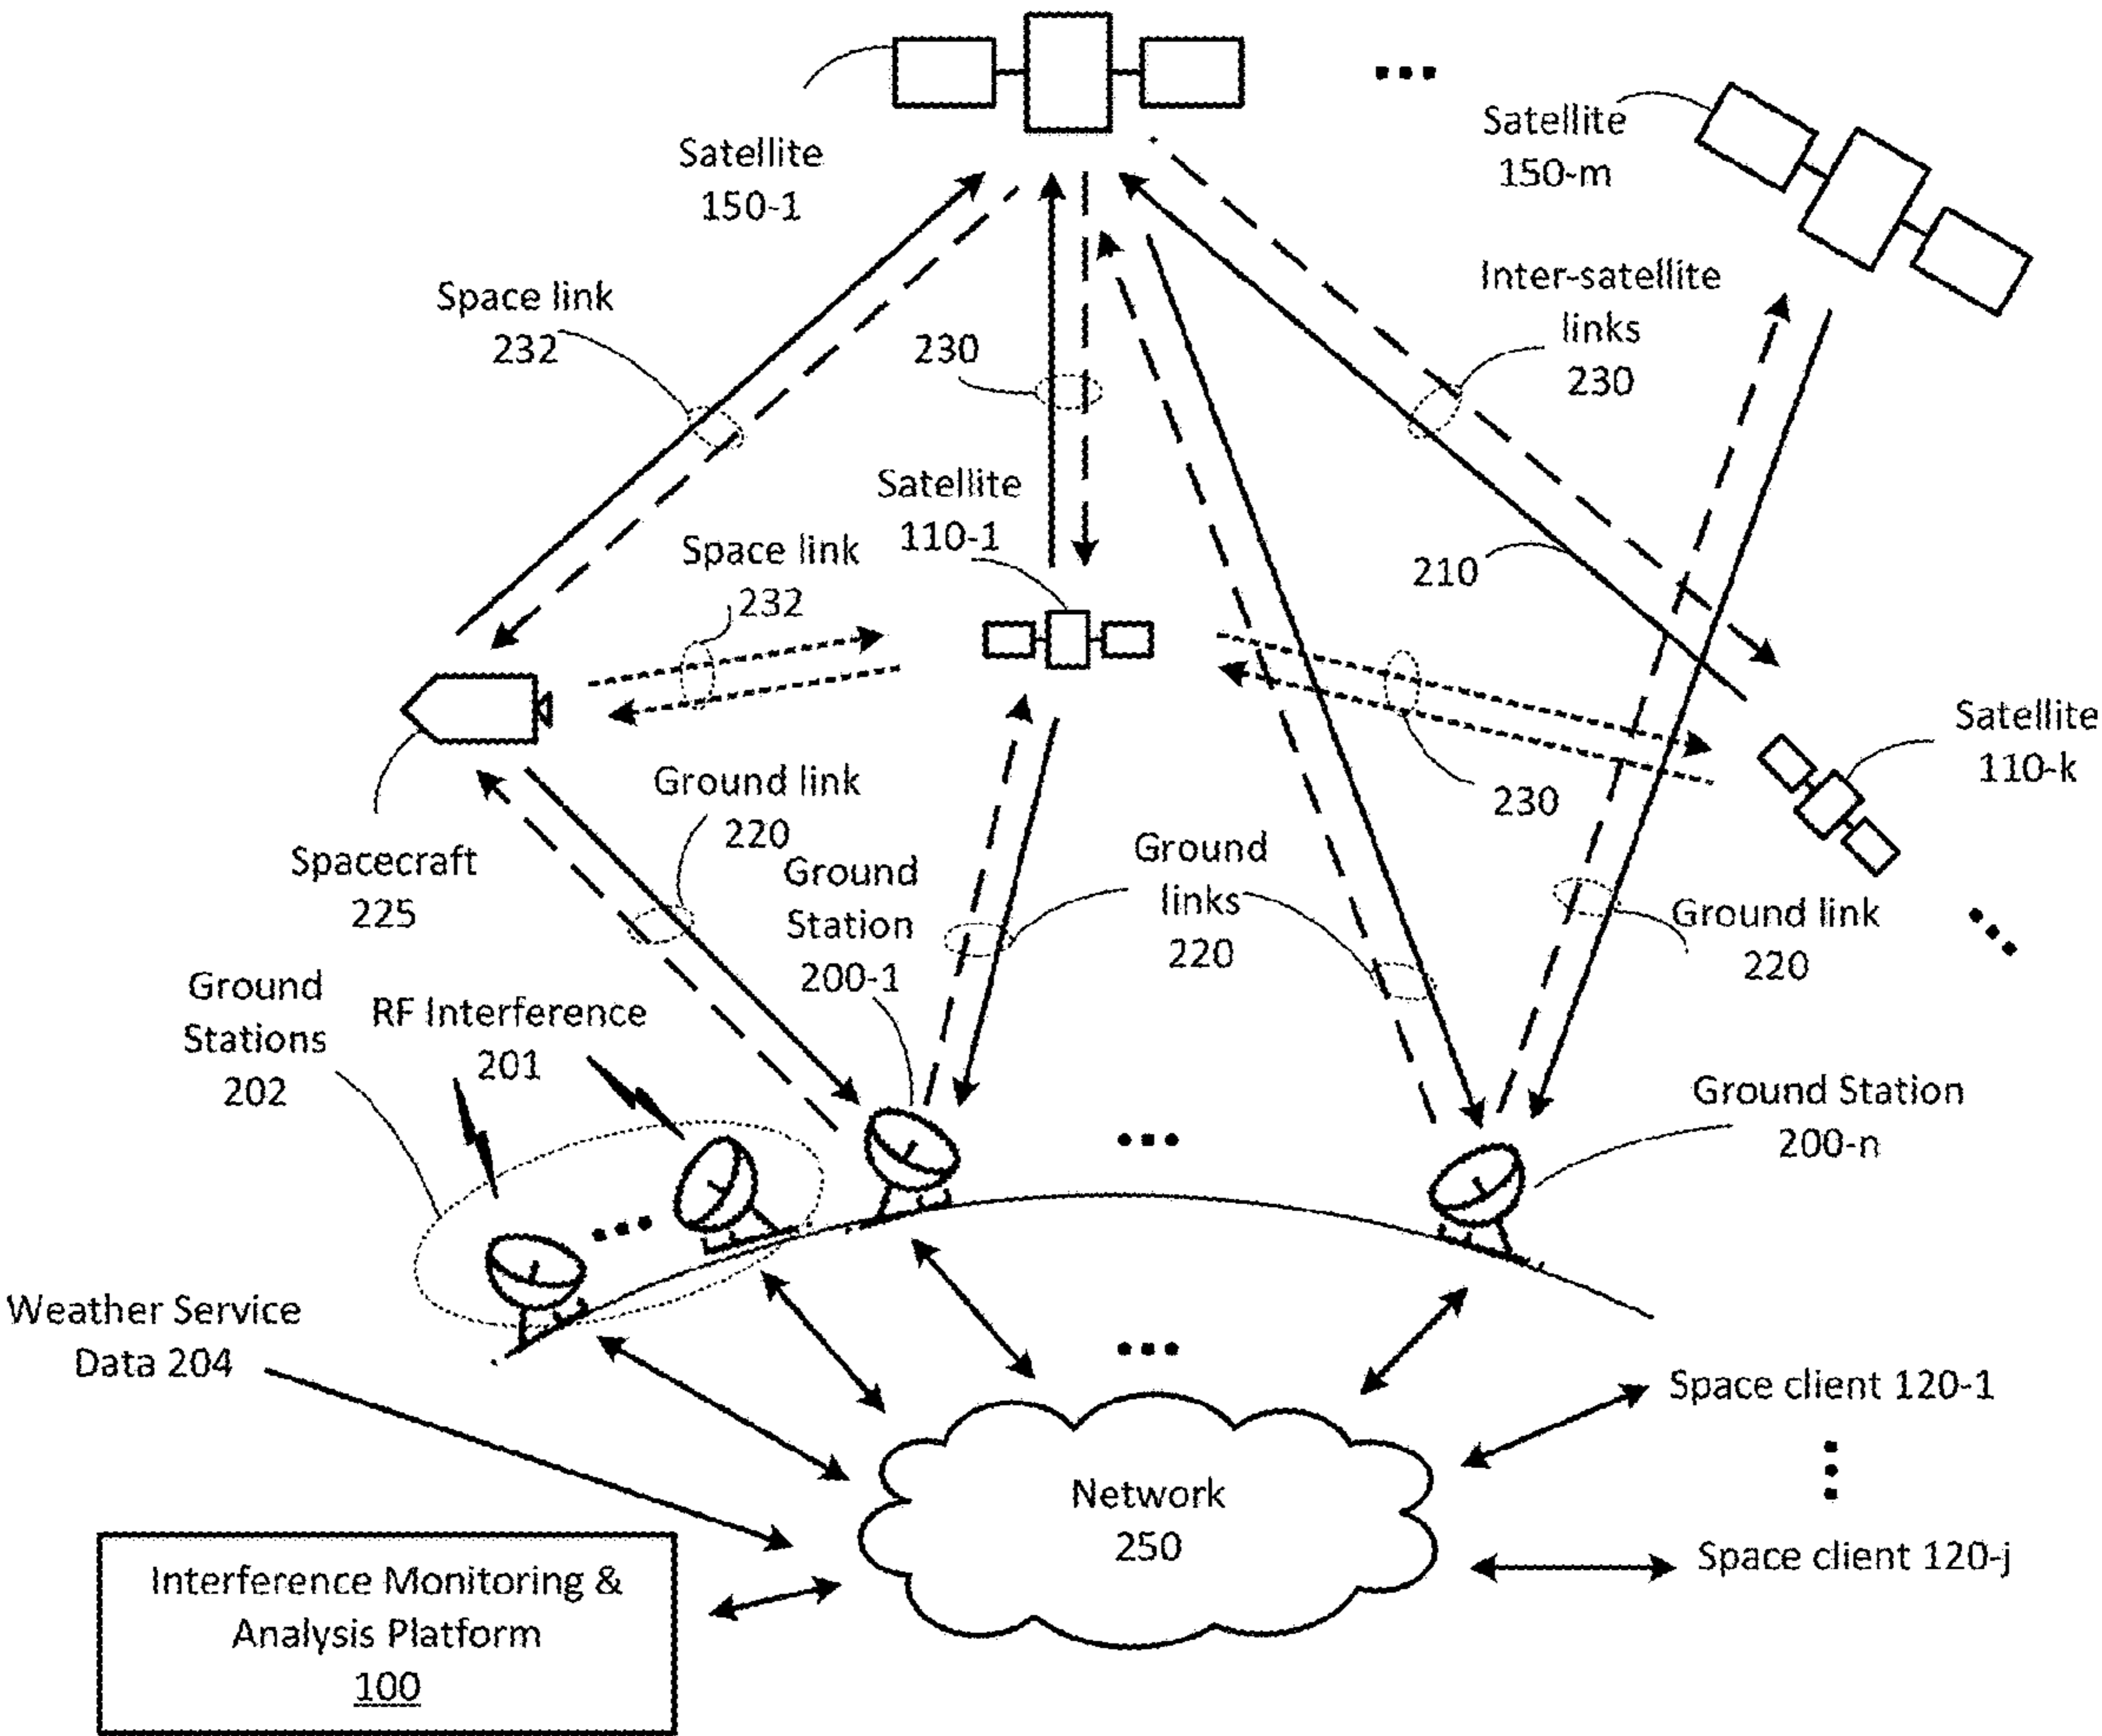 Satellite
150-1
Satellite
150-m
Space link
232
230
Inter-satellite
links
230
Satellite
110-1
Space link
232
210
Satellite
110-k
230
Spacecraft
225
Ground link
220
Ground
Station
200-1
Ground
links
220
Ground link
220
Ground
Stations
202
RF Interference
201
Ground Station
200-n
Weather Service
Data 204
Space client 120-1
Network
250
Space client 120-j
Interference Monitoring &
Analysis Platform
100